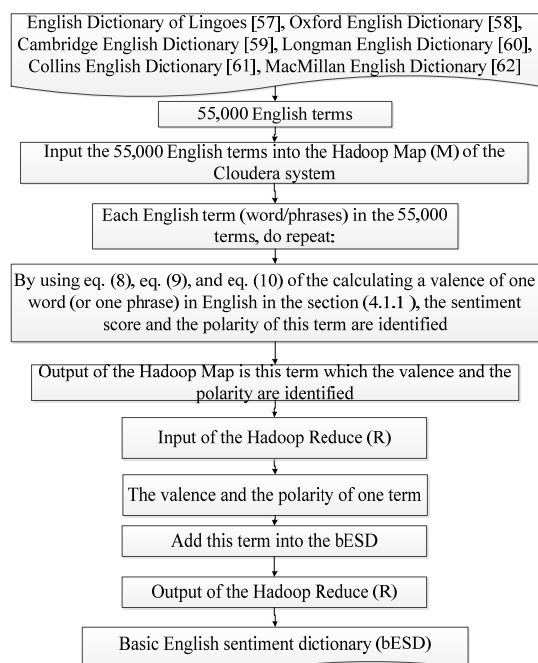 English Dictionary of Lingoes [57], Oxford English Dictionary [58],
Cambridge English Dictionary [59], Longman English Dictionary [60],
Collins English Dictionary [61], MacMillan English Dictionary [62]
55,000 English terms
Input the 55,000 English terms into the Hadoop Map (M) of the
Cloudera system
Each English term (word/phrases) in the 55,000
terms, do repeat:
By using eq. (8), eq. (9), and eq. (10) of the calculating a valence of one
word (or one phrase) in English in the section (4.1.1 ), the sentiment
score and the polarity of this term are identified
Output of the Hadoop Map is this term which the valence and the
polarity are identified
Input of the Hadoop Reduce (R)
The valence and the polarity of one term
Add this term into the bESD
Output of the Hadoop Reduce (R)
Basic English sentiment dictionary (bESD)